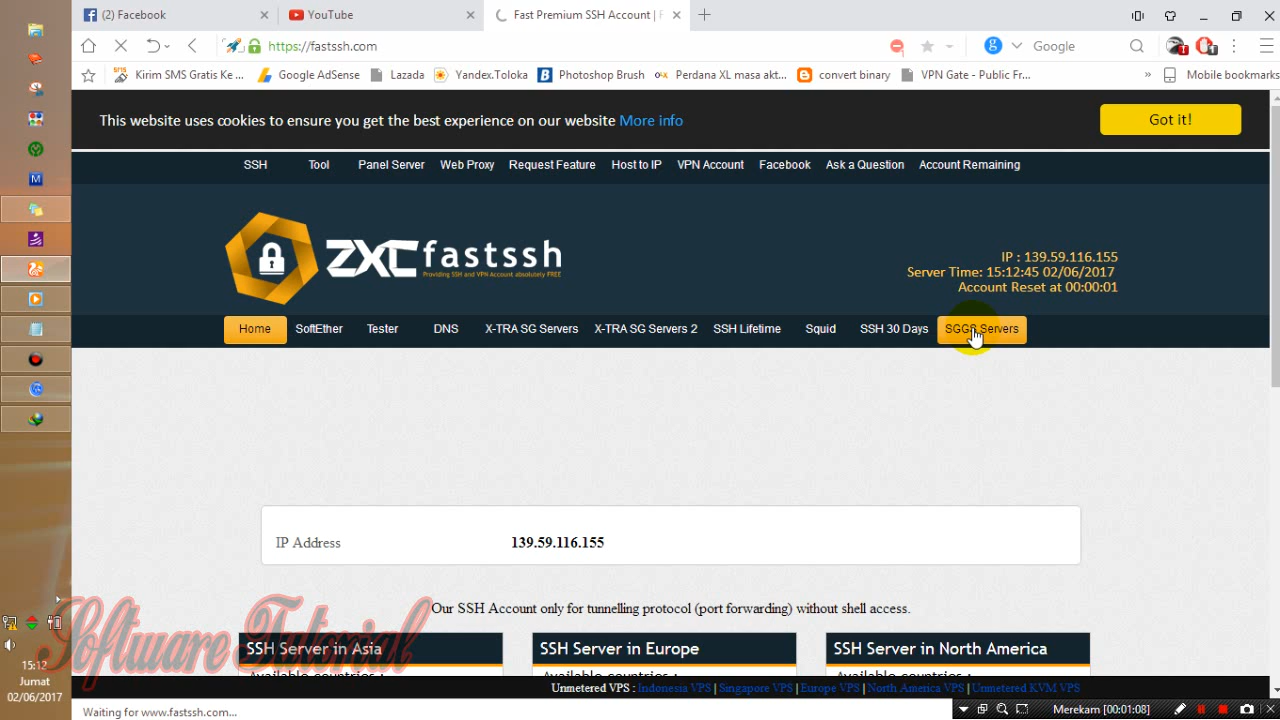 (2) Facebook
YouTube
Fast Premium SSH Account |
https://fastssh.com
Google
Kirim SMS Gratis Ke ...
Google AdSense
Lazada
Yandex.Toloka
Photoshop Brush
Perdana XL masa akt...
convert binary
VPN Gate - Public Fr...
Mobile bookmarks
This website uses cookies to ensure you get the best experience on our website More info
Got it!
SSH
Tool
Panel Server
Web Proxy
Request Feature
Host to IP
VPN Account
Facebook
Ask a Question
Account Remaining
ZXC fastssh
Providing SSH and VPN Account absolutely FREE
IP : 139.59.116.155
Server Time: 15:12:45 02/06/2017
Account Reset at 00:00:01
Home
SoftEther
Tester
DNS
X-TRA SG Servers
X-TRA SG Servers 2
SSH Lifetime
Squid
SSH 30 Days
SGGS Servers
IP Address
139.59.116.155
Our SSH Account only for tunnelling protocol (port forwarding) without shell access.
SSH Server in Asia
SSH Server in Europe
SSH Server in North America
Available countries :
Available countries :
Available countries :
Software Tutorial
Unmetered VPS : Indonesia VPS | Singapore VPS | Europe VPS | North America VPS | Unmetered KVM VPS
15:12
Jumat
02/06/2017
Waiting for www.fastssh.com...
Merekam [00:01:08]